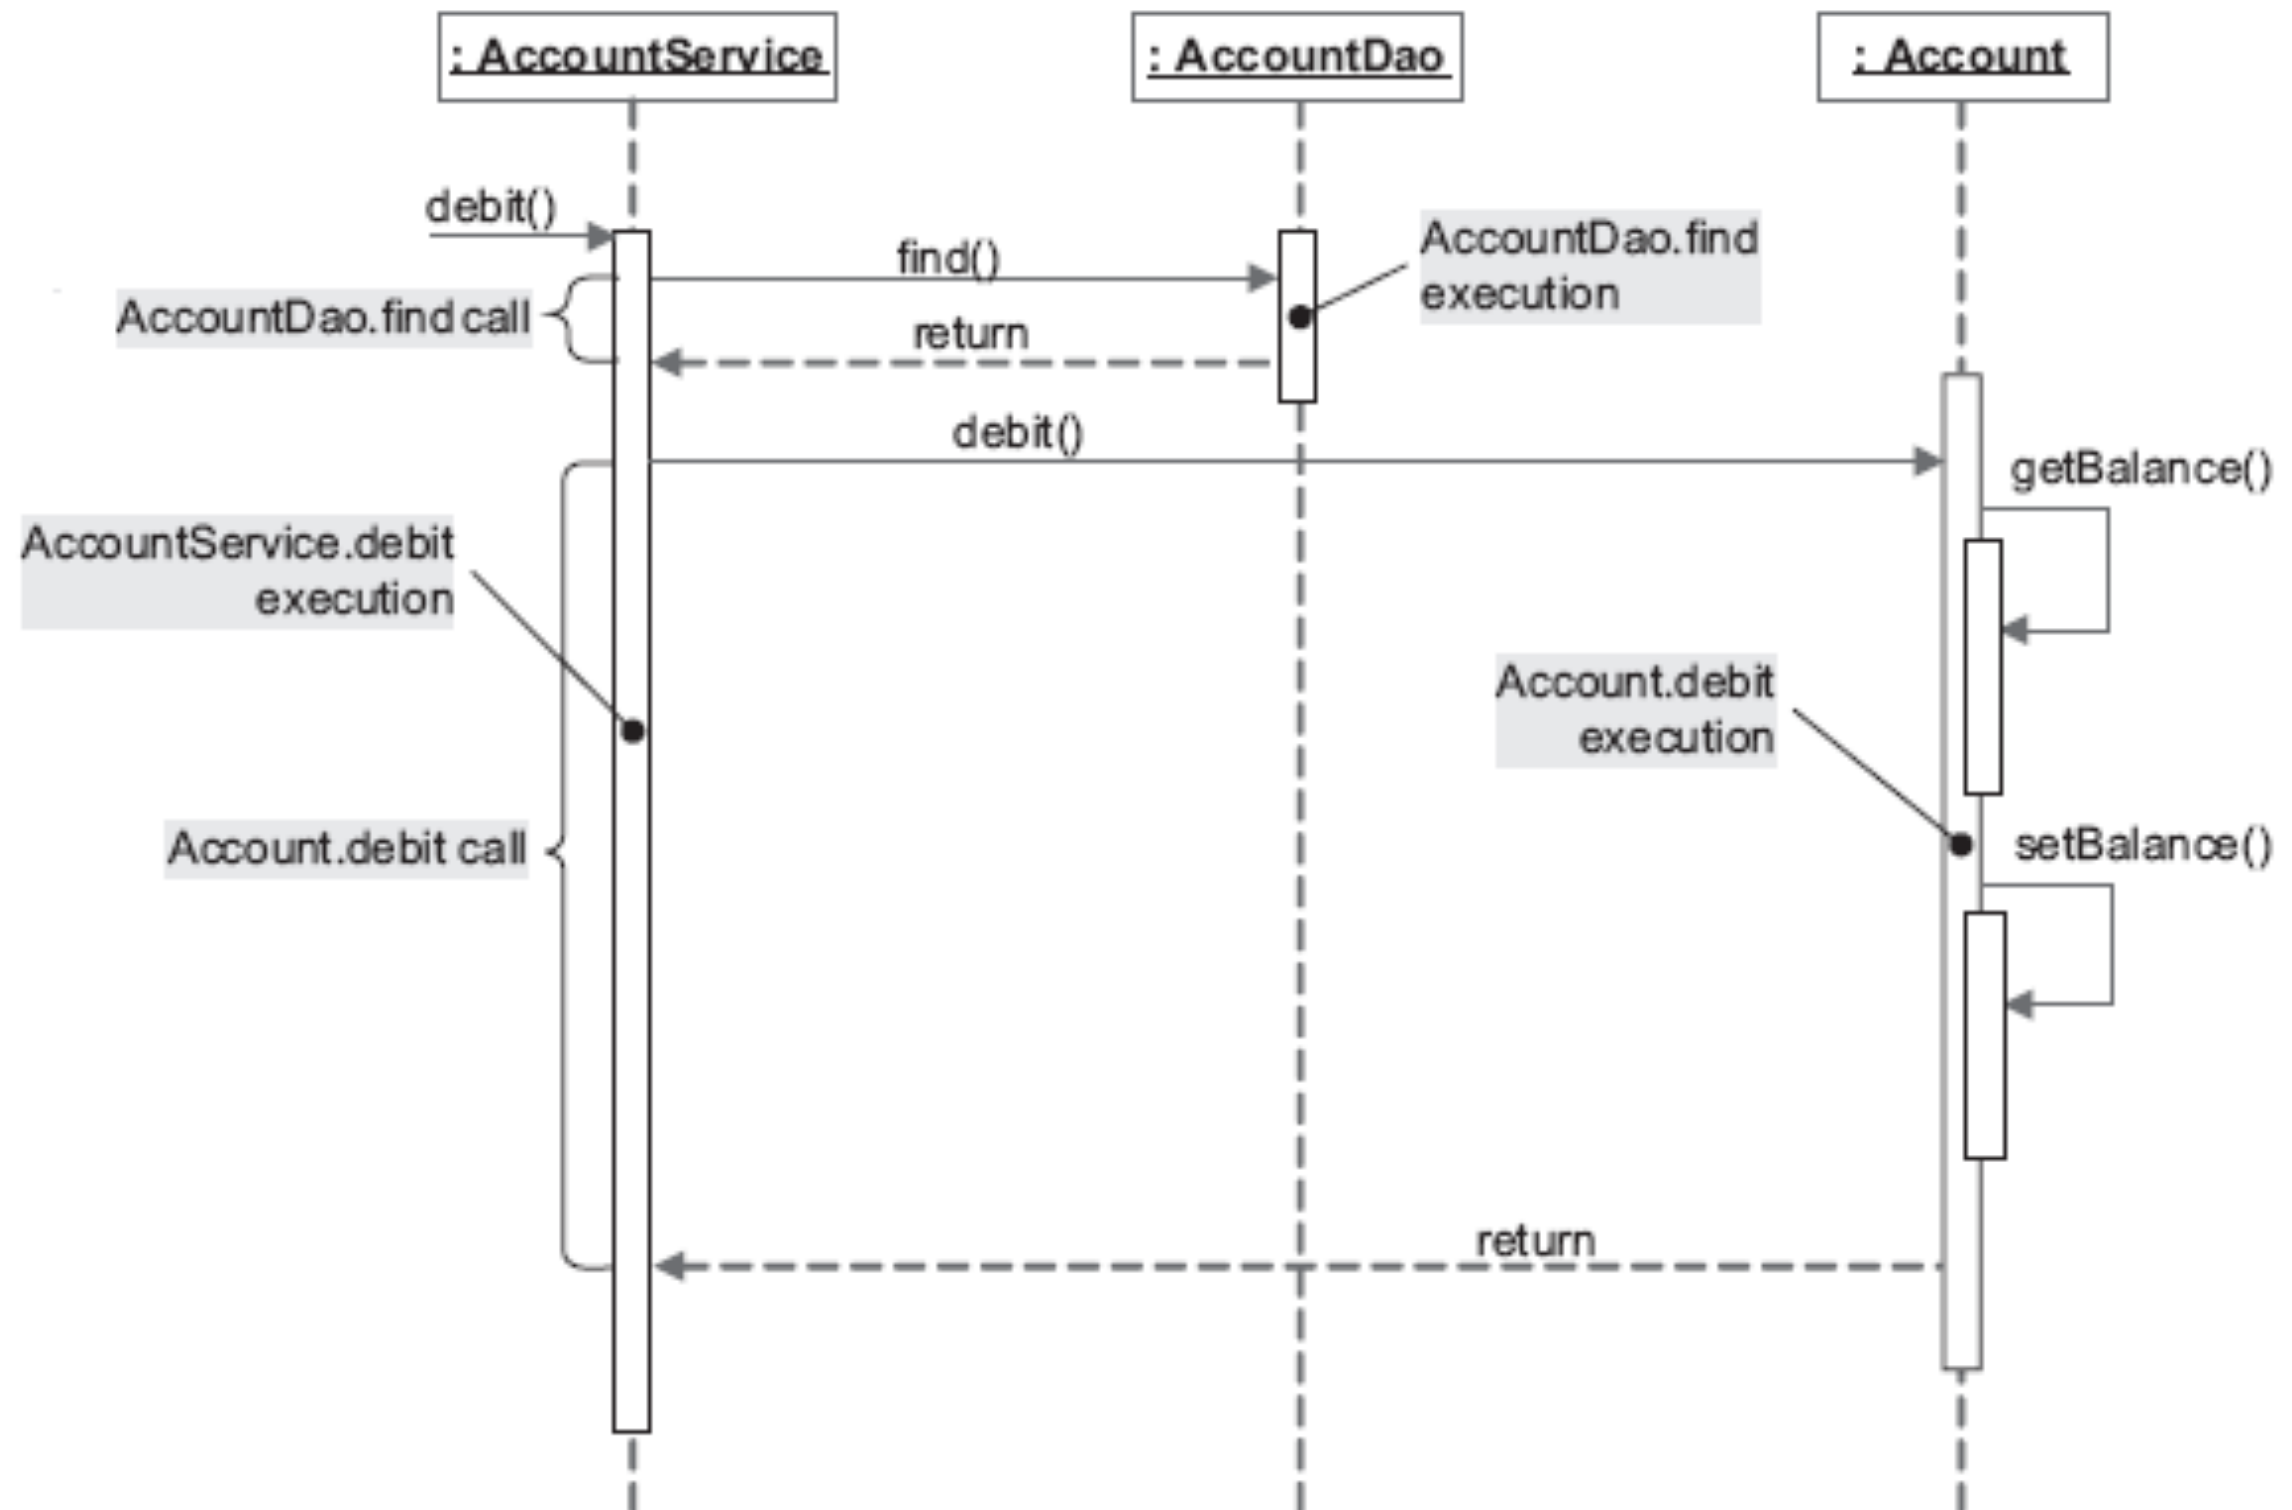 : AccountService
: AccountDao
: Account
debit()
find()
AccountDao.find
execution
AccountDao.find call
return
debit()
getBalance()
AccountService.debit
execution
Account.debit
execution
Account.debit call
setBalance()
return